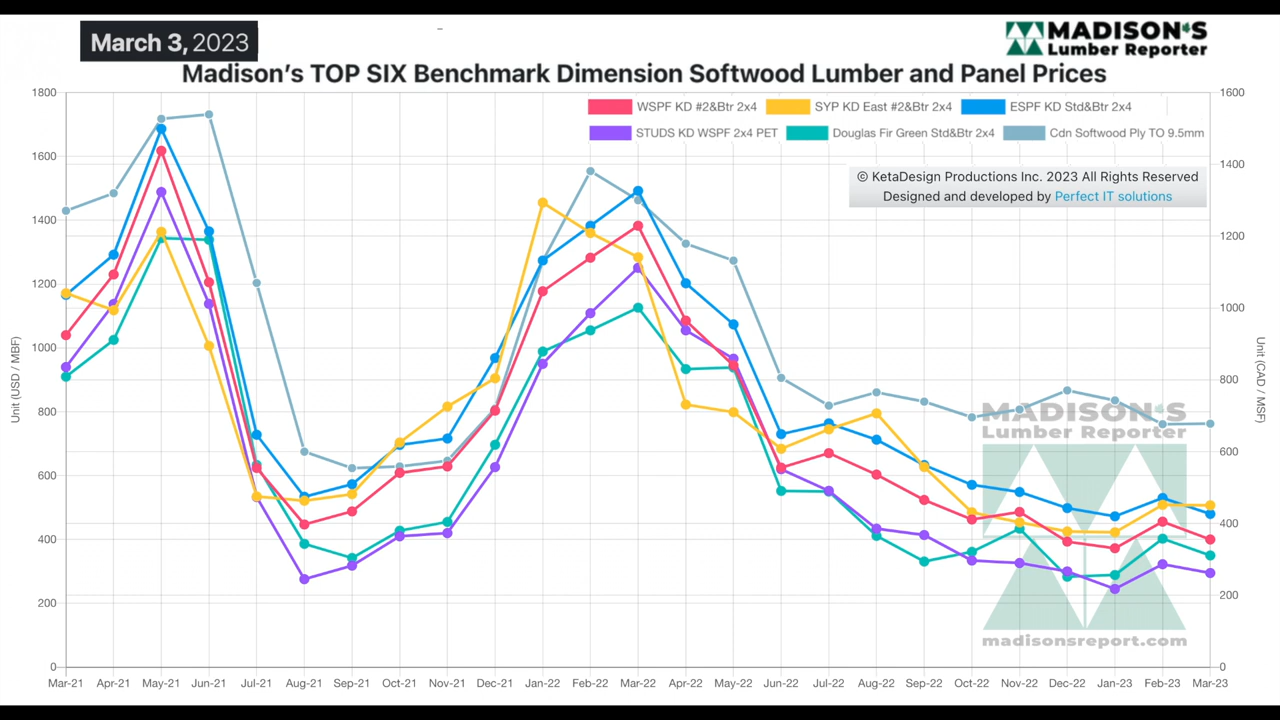 March 3, 2023
MADISON'S
Lumber Reporter
Madison's TOP SIX Benchmark Dimension Softwood Lumber and Panel Prices
WSPF KD #2&Btr 2x4 SYP KD East #2&Btr 2x4 ESPF KD Std&Btr 2x4
STUDS KD WSPF 2x4 PET Douglas Fir Green Std&Btr 2x4 Cdn Softwood Ply TO 9.5mm
© KetaDesign Productions Inc. 2023 All Rights Reserved
Designed and developed by Perfect IT solutions
Unit (USD / MBF)
1800
1600
1400
1200
1000
800
600
400
200
0
1600
1400
1200
1000
800
600
400
200
0
Unit (CAD / MSF)
MADISON'S
Lumber Reporter
madisonsreport.com
Mar-21 Apr-21 May-21 Jun-21 Jul-21 Aug-21 Sep-21 Oct-21 Nov-21 Dec-21 Jan-22 Feb-22 Mar-22 Apr-22 May-22 Jun-22 Jul-22 Aug-22 Sep-22 Oct-22 Nov-22 Dec-22 Jan-23 Feb-23 Mar-23